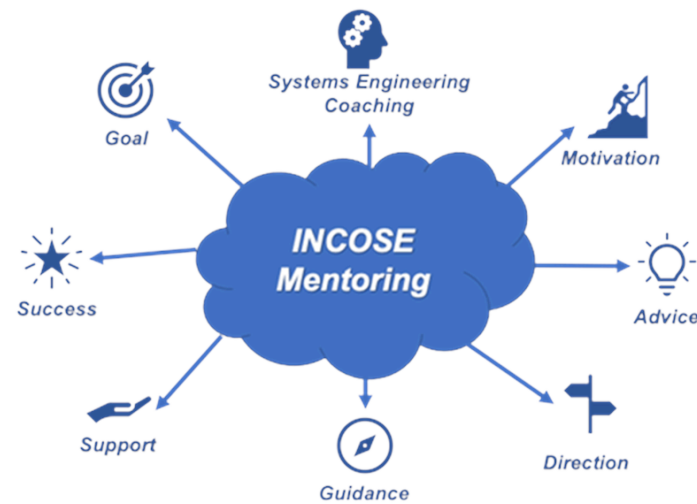 Systems Engineering
Coaching
Goal
Motivation
INCOSE
Mentoring
Success
Advice
Support
Direction
Guidance